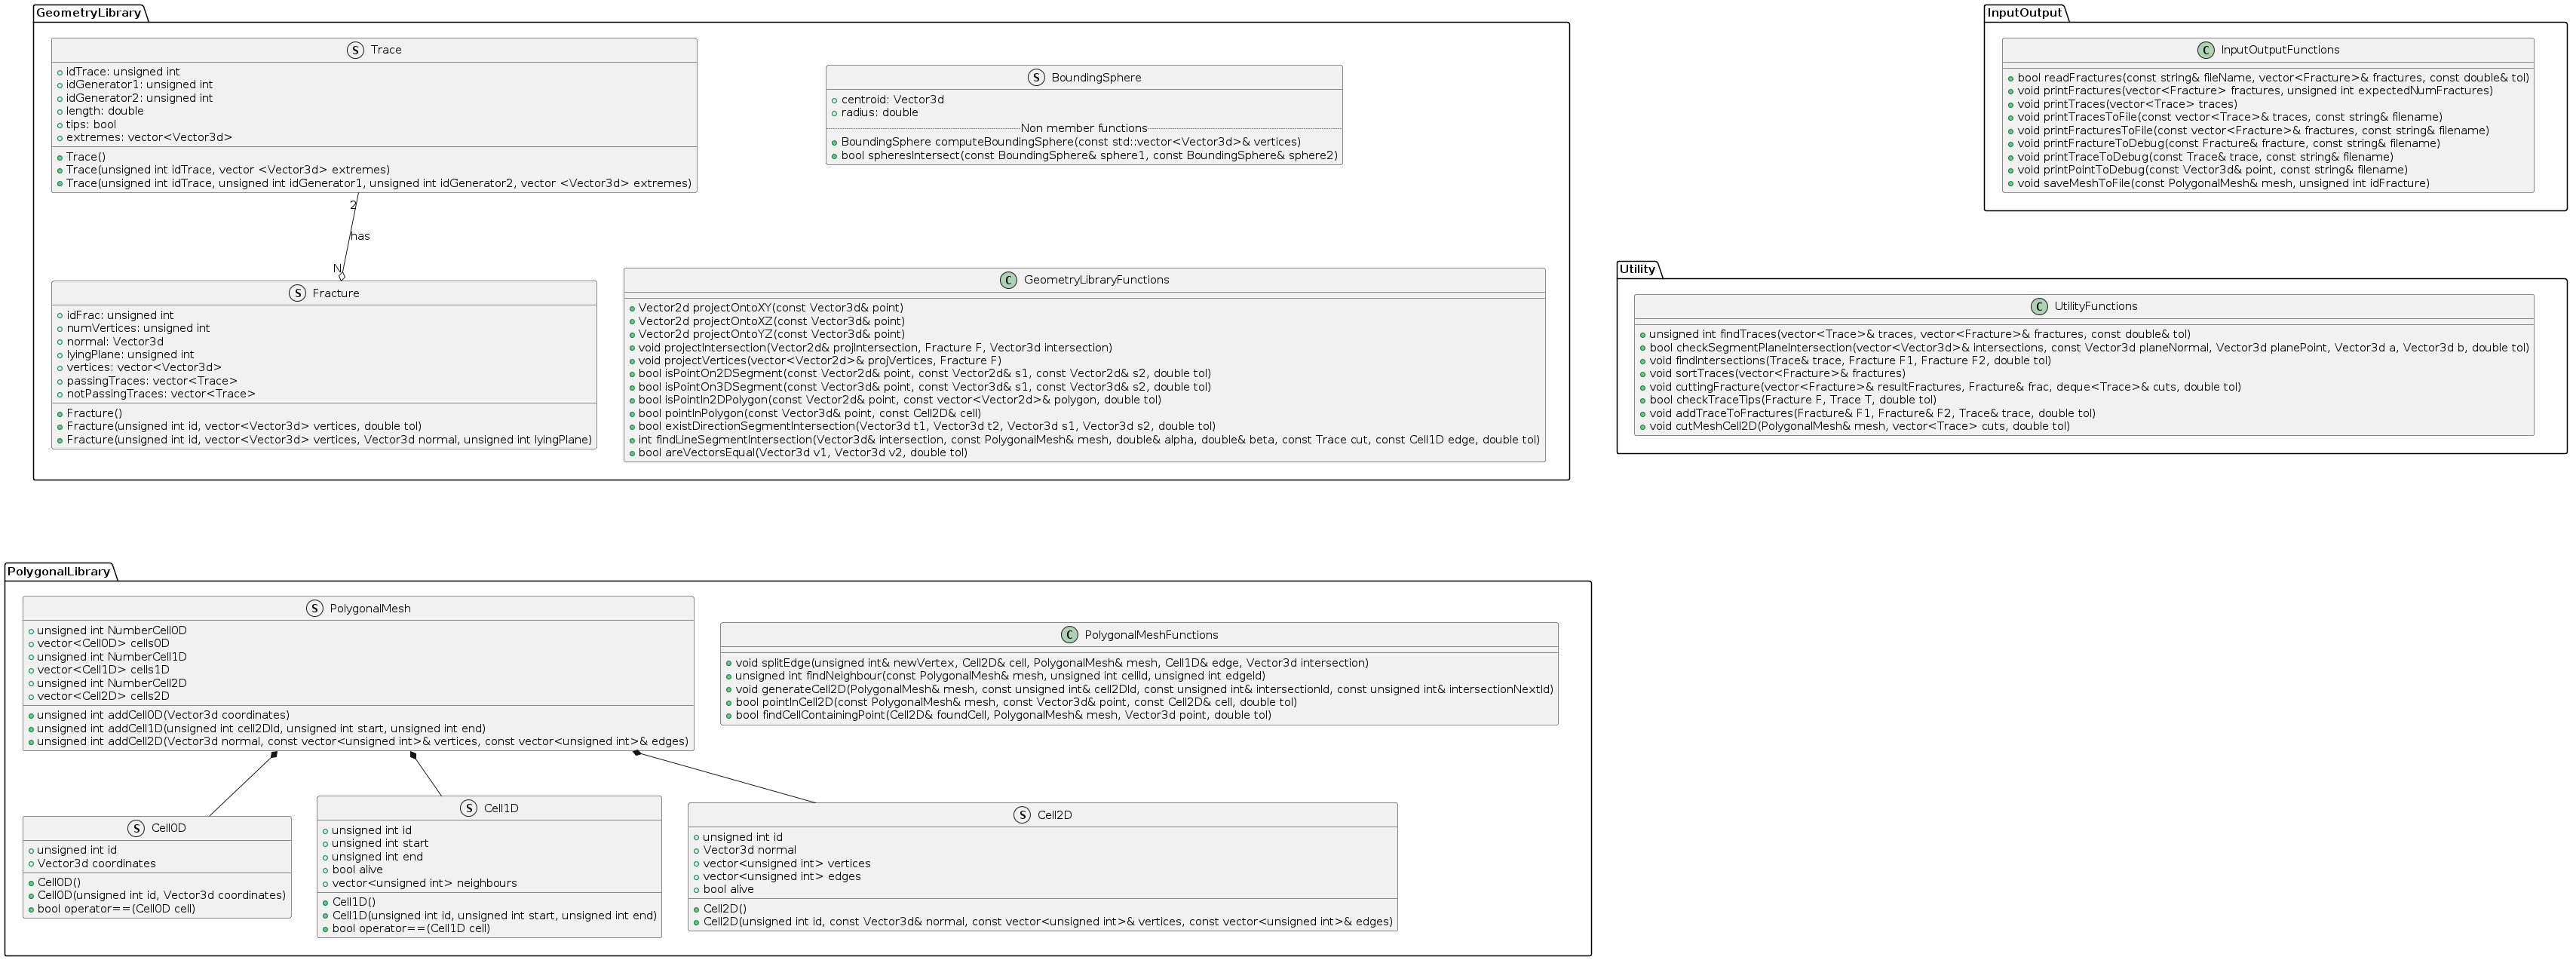 GeometryLibrary
S Trace
idTrace: unsigned int
idGenerator1: unsigned int
idGenerator2: unsigned int
length: double
tips: bool
extremes: vector<Vector3d>
Trace()
Trace(unsigned int idTrace, vector <Vector3d> extremes)
Trace(unsigned int idTrace, unsigned int idGenerator1, unsigned int idGenerator2, vector <Vector3d> extremes)
S BoundingSphere
centroid: Vector3d
radius: double
Non member functions
BoundingSphere computeBoundingSphere(const std::vector<Vector3d>& vertices)
bool spheresIntersect(const BoundingSphere& sphere1, const BoundingSphere& sphere2)
2
has
N
S Fracture
idFrac: unsigned int
numVertices: unsigned int
normal: Vector3d
lyingPlane: unsigned int
vertices: vector<Vector3d>
passingTraces: vector<Trace>
notPassingTraces: vector<Trace>
Fracture()
Fracture(unsigned int id, vector<Vector3d> vertices, double tol)
Fracture(unsigned int id, vector<Vector3d> vertices, Vector3d normal, unsigned int lyingPlane)
C GeometryLibraryFunctions
Vector2d projectOntoXY(const Vector3d& point)
Vector2d projectOntoXZ(const Vector3d& point)
Vector2d projectOntoYZ(const Vector3d& point)
void projectIntersection(Vector2d& projIntersection, Fracture F, Vector3d intersection)
void projectVertices(vector<Vector2d>& projVertices, Fracture F)
bool isPointOn2DSegment(const Vector2d& point, const Vector2d& s1, const Vector2d& s2, double tol)
bool isPointOn3DSegment(const Vector3d& point, const Vector3d& s1, const Vector3d& s2, double tol)
bool isPointIn2DPolygon(const Vector2d& point, const vector<Vector2d>& polygon, double tol)
bool pointInPolygon(const Vector3d& point, const Cell2D& cell)
bool existDirectionSegmentIntersection(Vector3d t1, Vector3d t2, Vector3d s1, Vector3d s2, double tol)
int findLineSegmentIntersection(Vector3d& intersection, const PolygonalMesh& mesh, double& alpha, double& beta, const Trace cut, const Cell1D edge, double tol)
bool areVectorsEqual(Vector3d v1, Vector3d v2, double tol)
InputOutput
C InputOutputFunctions
bool readFractures(const string& fileName, vector<Fracture>& fractures, const double& tol)
void printFractures(vector<Fracture> fractures, unsigned int expectedNumFractures)
void printTraces(vector<Trace> traces)
void printTracesToFile(const vector<Trace>& traces, const string& filename)
void printFracturesToFile(const vector<Fracture>& fractures, const string& filename)
void printFractureToDebug(const Fracture& fracture, const string& filename)
void printTraceToDebug(const Trace& trace, const string& filename)
void printPointToDebug(const Vector3d& point, const string& filename)
void saveMeshToFile(const PolygonalMesh& mesh, unsigned int idFracture)
Utility
C UtilityFunctions
unsigned int findTraces(vector<Trace>& traces, vector<Fracture>& fractures, const double& tol)
bool checkSegmentPlaneIntersection(vector<Vector3d>& intersections, const Vector3d planeNormal, Vector3d planePoint, Vector3d a, Vector3d b, double tol)
void findIntersections(Trace& trace, Fracture F1, Fracture F2, double tol)
void sortTraces(vector<Fracture>& fractures)
void cuttingFracture(vector<Fracture>& resultFractures, Fracture& frac, deque<Trace>& cuts, double tol)
bool checkTraceTips(Fracture F, Trace T, double tol)
void addTraceToFractures(Fracture& F1, Fracture& F2, Trace& trace, double tol)
void cutMeshCell2D(PolygonalMesh& mesh, vector<Trace> cuts, double tol)
PolygonalLibrary
S PolygonalMesh
unsigned int NumberCell0D
vector<Cell0D> cells0D
unsigned int NumberCell1D
vector<Cell1D> cells1D
unsigned int NumberCell2D
vector<Cell2D> cells2D
unsigned int addCell0D(Vector3d coordinates)
unsigned int addCell1D(unsigned int cell2DId, unsigned int start, unsigned int end)
unsigned int addCell2D(Vector3d normal, const vector<unsigned int>& vertices, const vector<unsigned int>& edges)
C PolygonalMeshFunctions
void splitEdge(unsigned int& newVertex, Cell2D& cell, PolygonalMesh& mesh, Cell1D& edge, Vector3d intersection)
unsigned int findNeighbour(const PolygonalMesh& mesh, unsigned int cellId, unsigned int edgeId)
void generateCell2D(PolygonalMesh& mesh, const unsigned int& cell2DId, const unsigned int& intersectionId, const unsigned int& intersectionNextId)
bool pointInCell2D(const PolygonalMesh& mesh, const Vector3d& point, const Cell2D& cell, double tol)
bool findCellContainingPoint(Cell2D& foundCell, PolygonalMesh& mesh, Vector3d point, double tol)
S Cell0D
unsigned int id
Vector3d coordinates
Cell0D()
Cell0D(unsigned int id, Vector3d coordinates)
bool operator==(Cell0D cell)
S Cell1D
unsigned int id
unsigned int start
unsigned int end
bool alive
vector<unsigned int> neighbours
Cell1D()
Cell1D(unsigned int id, unsigned int start, unsigned int end)
bool operator==(Cell1D cell)
S Cell2D
unsigned int id
Vector3d normal
vector<unsigned int> vertices
vector<unsigned int> edges
bool alive
Cell2D()
Cell2D(unsigned int id, const Vector3d& normal, const vector<unsigned int>& vertices, const vector<unsigned int>& edges)